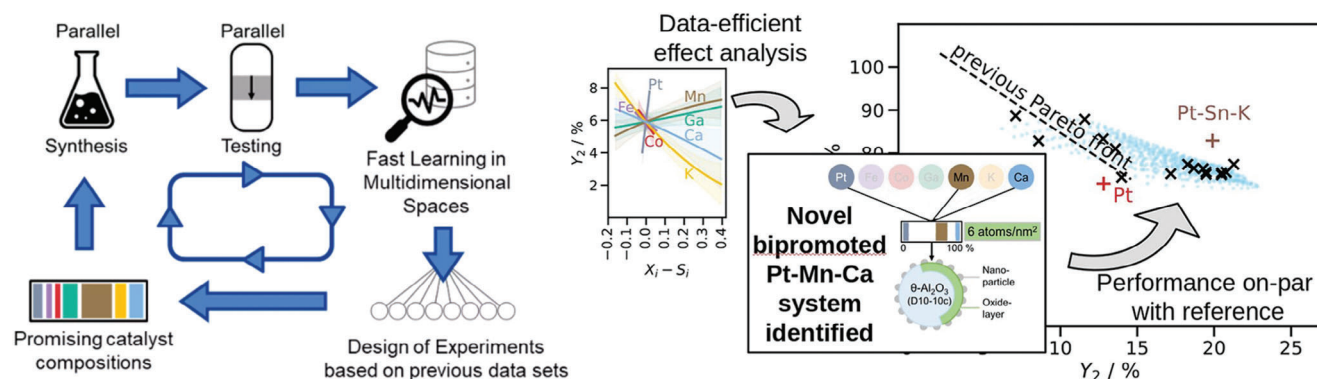 Parallel
Synthesis
Parallel
Testing
Fast Learning in
Multidimensional
Spaces
Promising catalyst
compositions
Design of Experiments
based on previous data sets
Data-efficient
effect analysis
Y2 / %
8
6
4
2
Pt
Fe
Mn
Ga
Ca
Co
K
−0.2
−0.1
0.0
0.1
0.2
0.3
0.4
Xi − Si
Pt
Fe
Co
Ga
Mn
K
Ca
Novel
bipromoted
Pt-Mn-Ca
system
identified
6 atoms/nm²
0
100 %
θ-Al2O3
(D10-10c)
Nano-
particle
Oxide-
layer
100
90
80
%
previous Pareto front
Pt-Sn-K
Pt
Performance on-par
with reference
10
15
20
25
Y2 / %